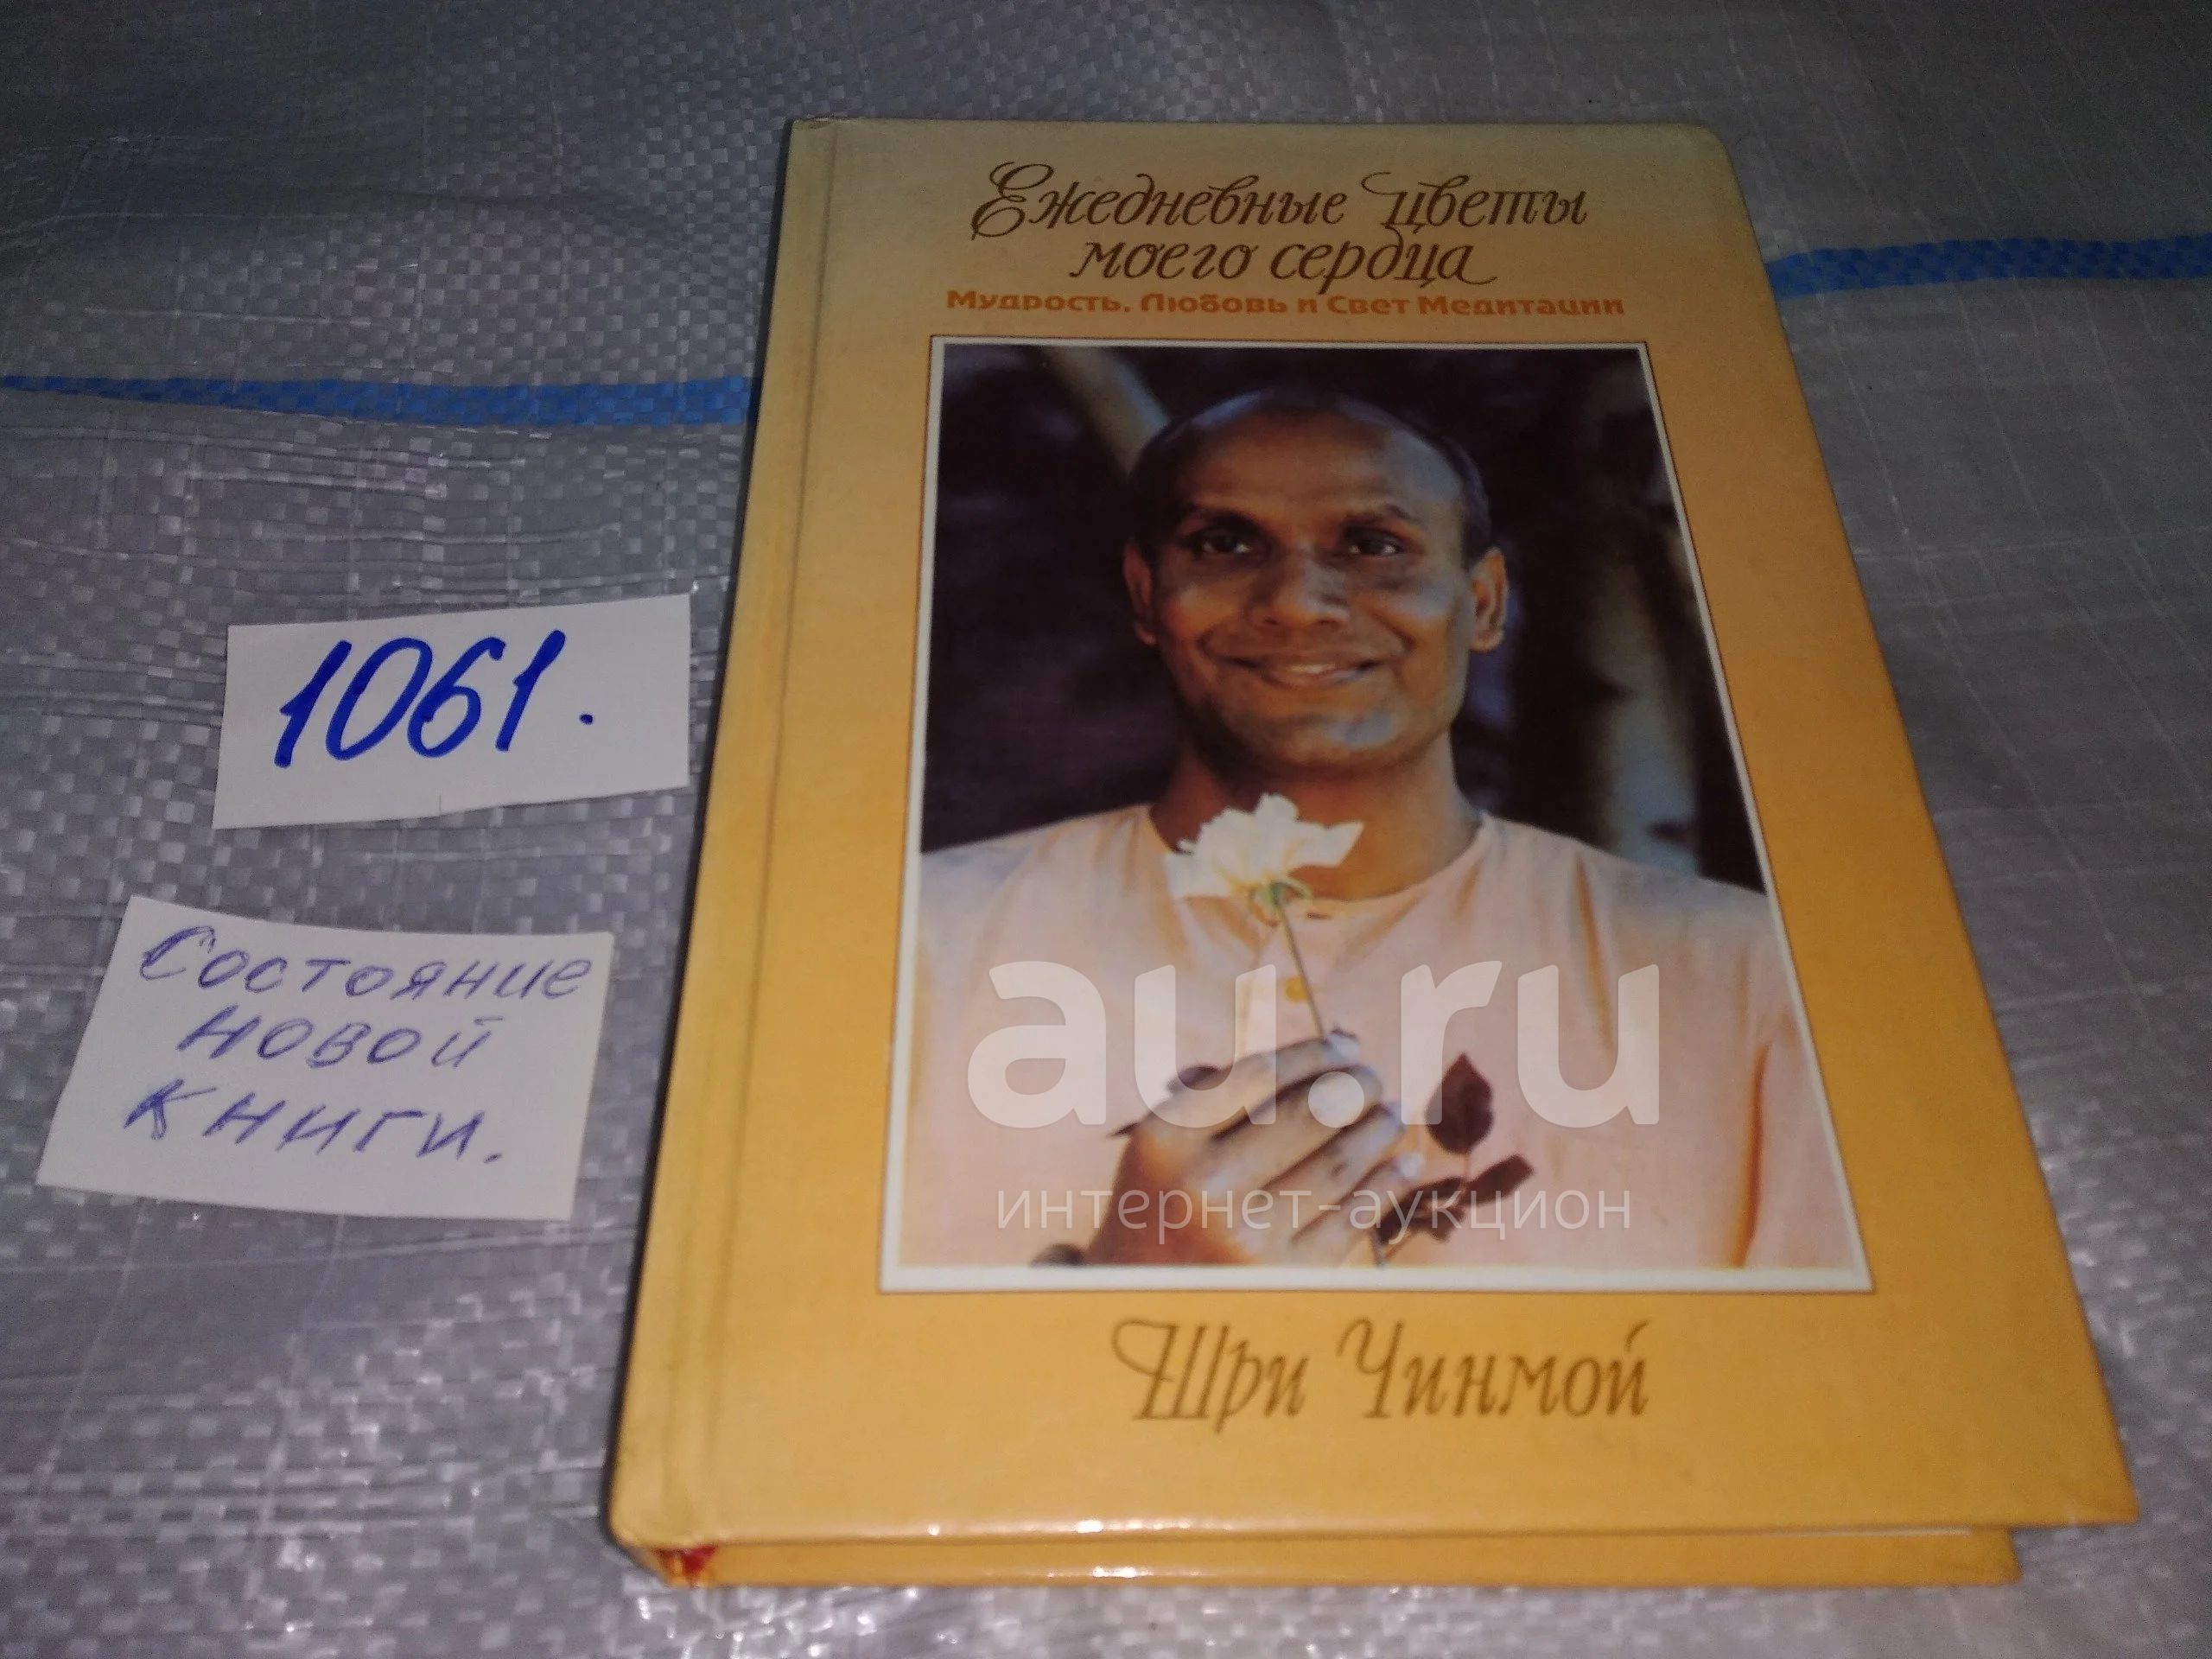 Ежедневные цветы
моего сердца
Мудрость, Любовь и Свет Медитации
1061.
Состояние
новой
книги.
au.ru
интернет-аукцион
Шри Чинмой